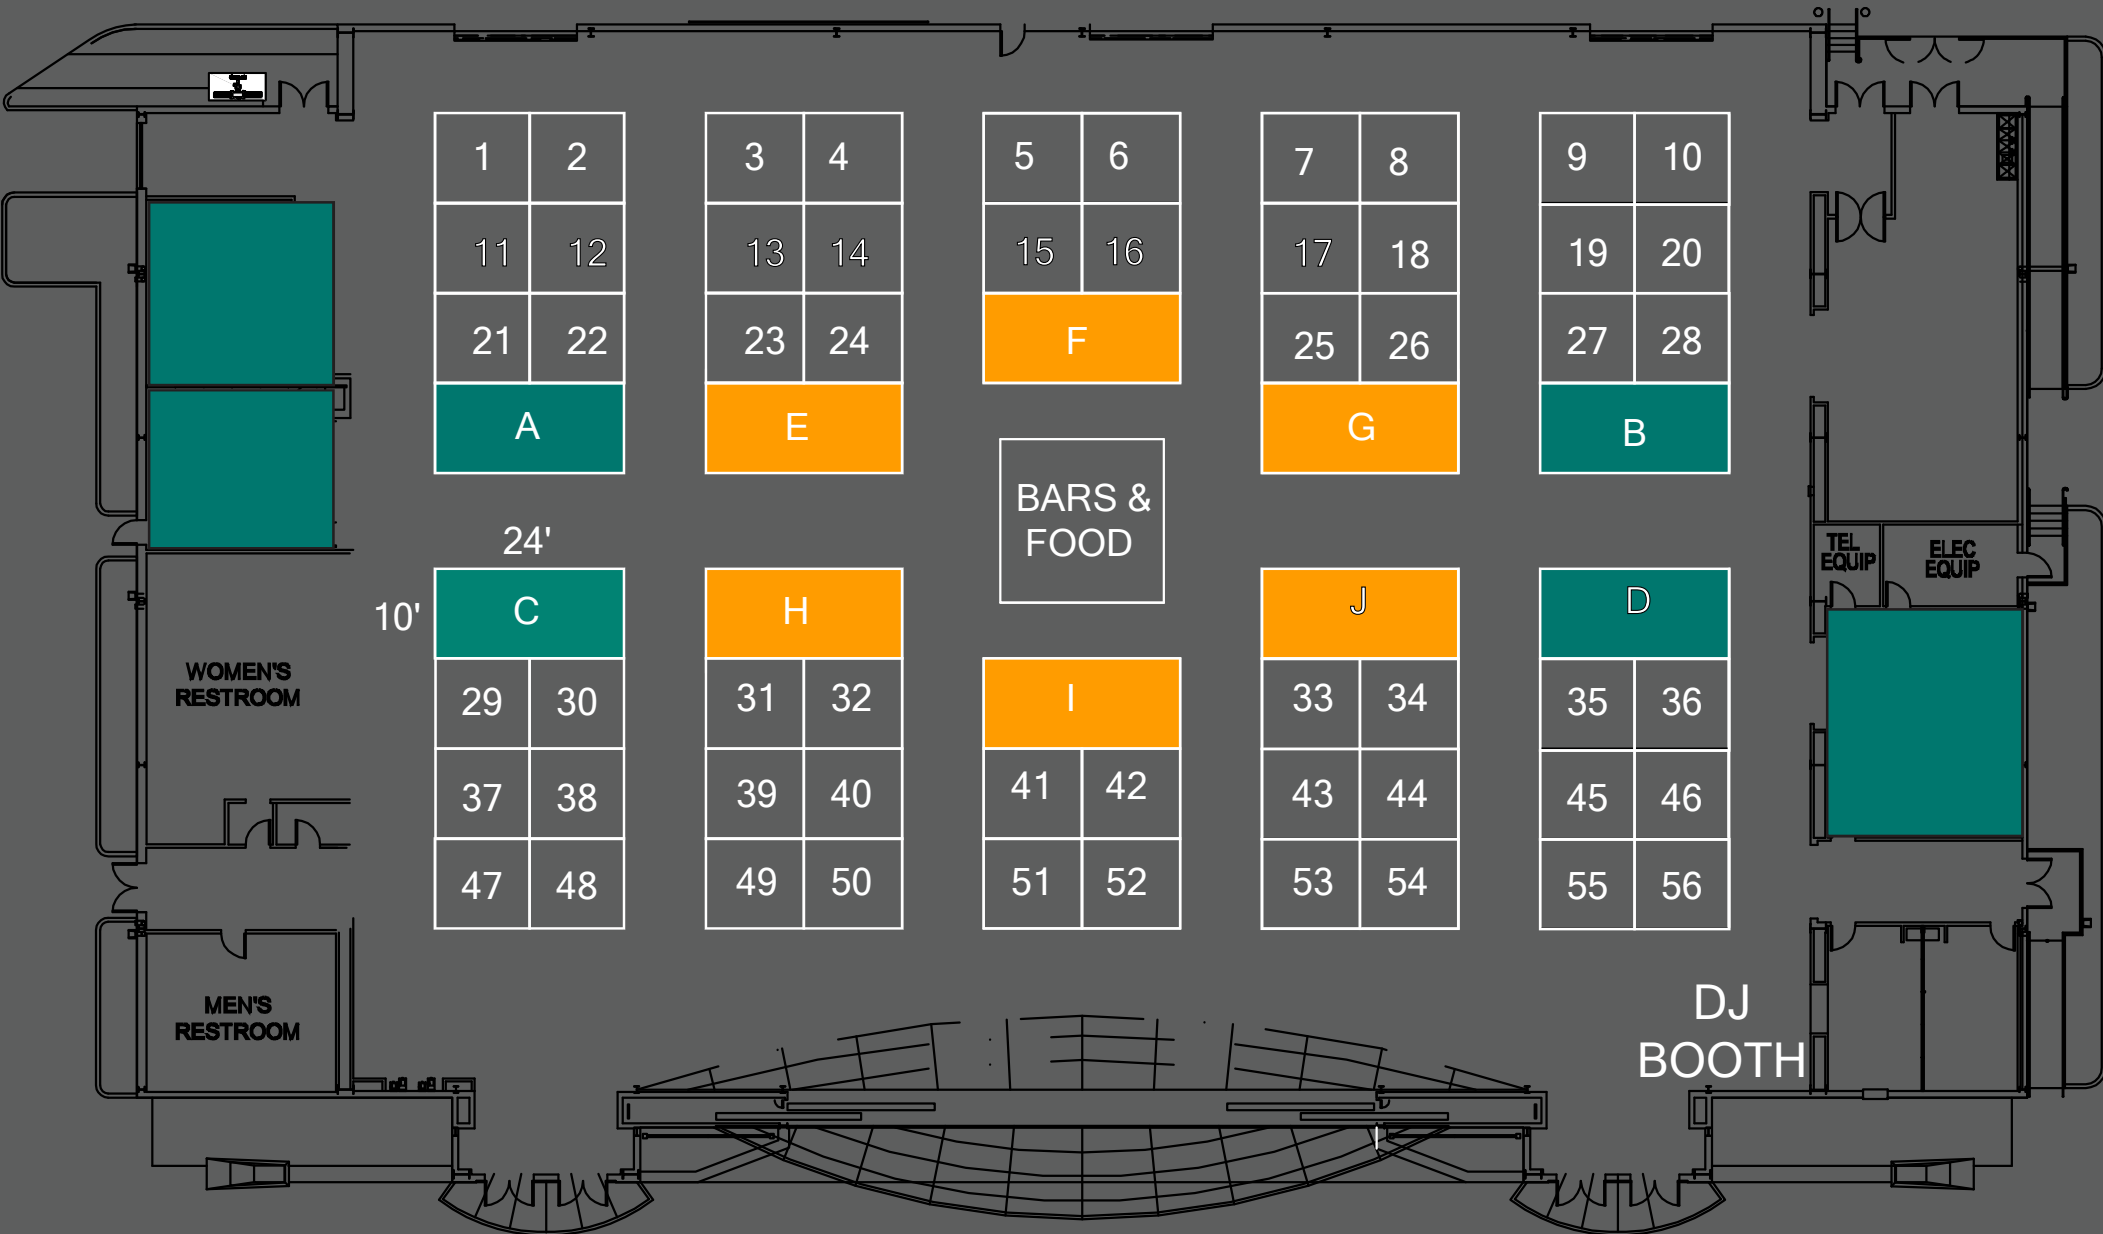 1 2 3 4 5 6 7 8 9 10
11 12 13 14 15 16 17 18 19 20
21 22 23 24 F 25 26 27 28
A E G B
BARS &
FOOD
24'
TEL
EQUIP
ELEC
EQUIP
10'
C H J D
WOMEN'S
RESTROOM
29 30 31 32 I 33 34 35 36
37 38 39 40 41 42 43 44 45 46
47 48 49 50 51 52 53 54 55 56
MEN'S
RESTROOM
DJ
BOOTH